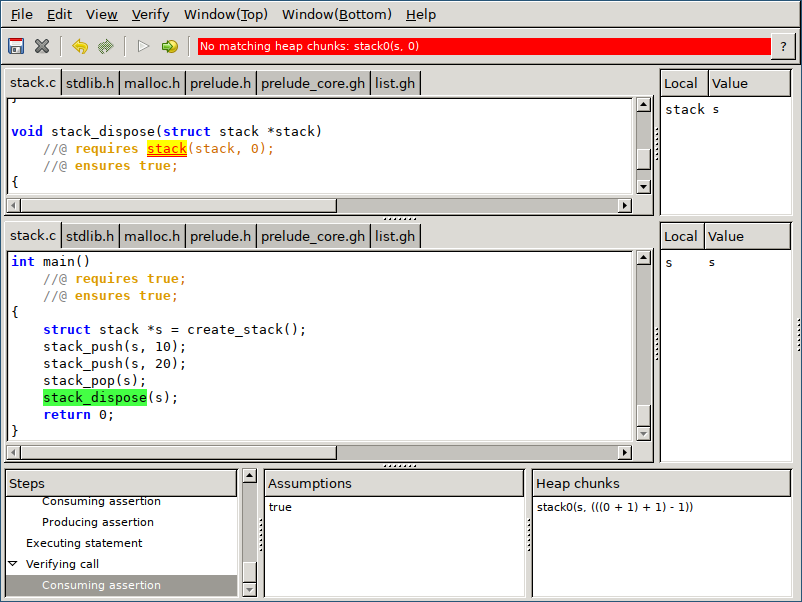 File Edit View Verify Window(Top) Window(Bottom) Help
No matching heap chunks: stack0(s, 0) ?
stack.c stdlib.h malloc.h prelude.h prelude_core.gh list.gh
Local Value
stack s
}
void stack_dispose(struct stack *stack)
//@ requires stack(stack, 0);
//@ ensures true;
{
stack.c stdlib.h malloc.h prelude.h prelude_core.gh list.gh
Local Value
s s
int main()
//@ requires true;
//@ ensures true;
{
struct stack *s = create_stack();
stack_push(s, 10);
stack_push(s, 20);
stack_pop(s);
stack_dispose(s);
return 0;
}
Steps
Consuming assertion
Producing assertion
Executing statement
Verifying call
Consuming assertion
Assumptions
true
Heap chunks
stack0(s, (((0 + 1) + 1) - 1))